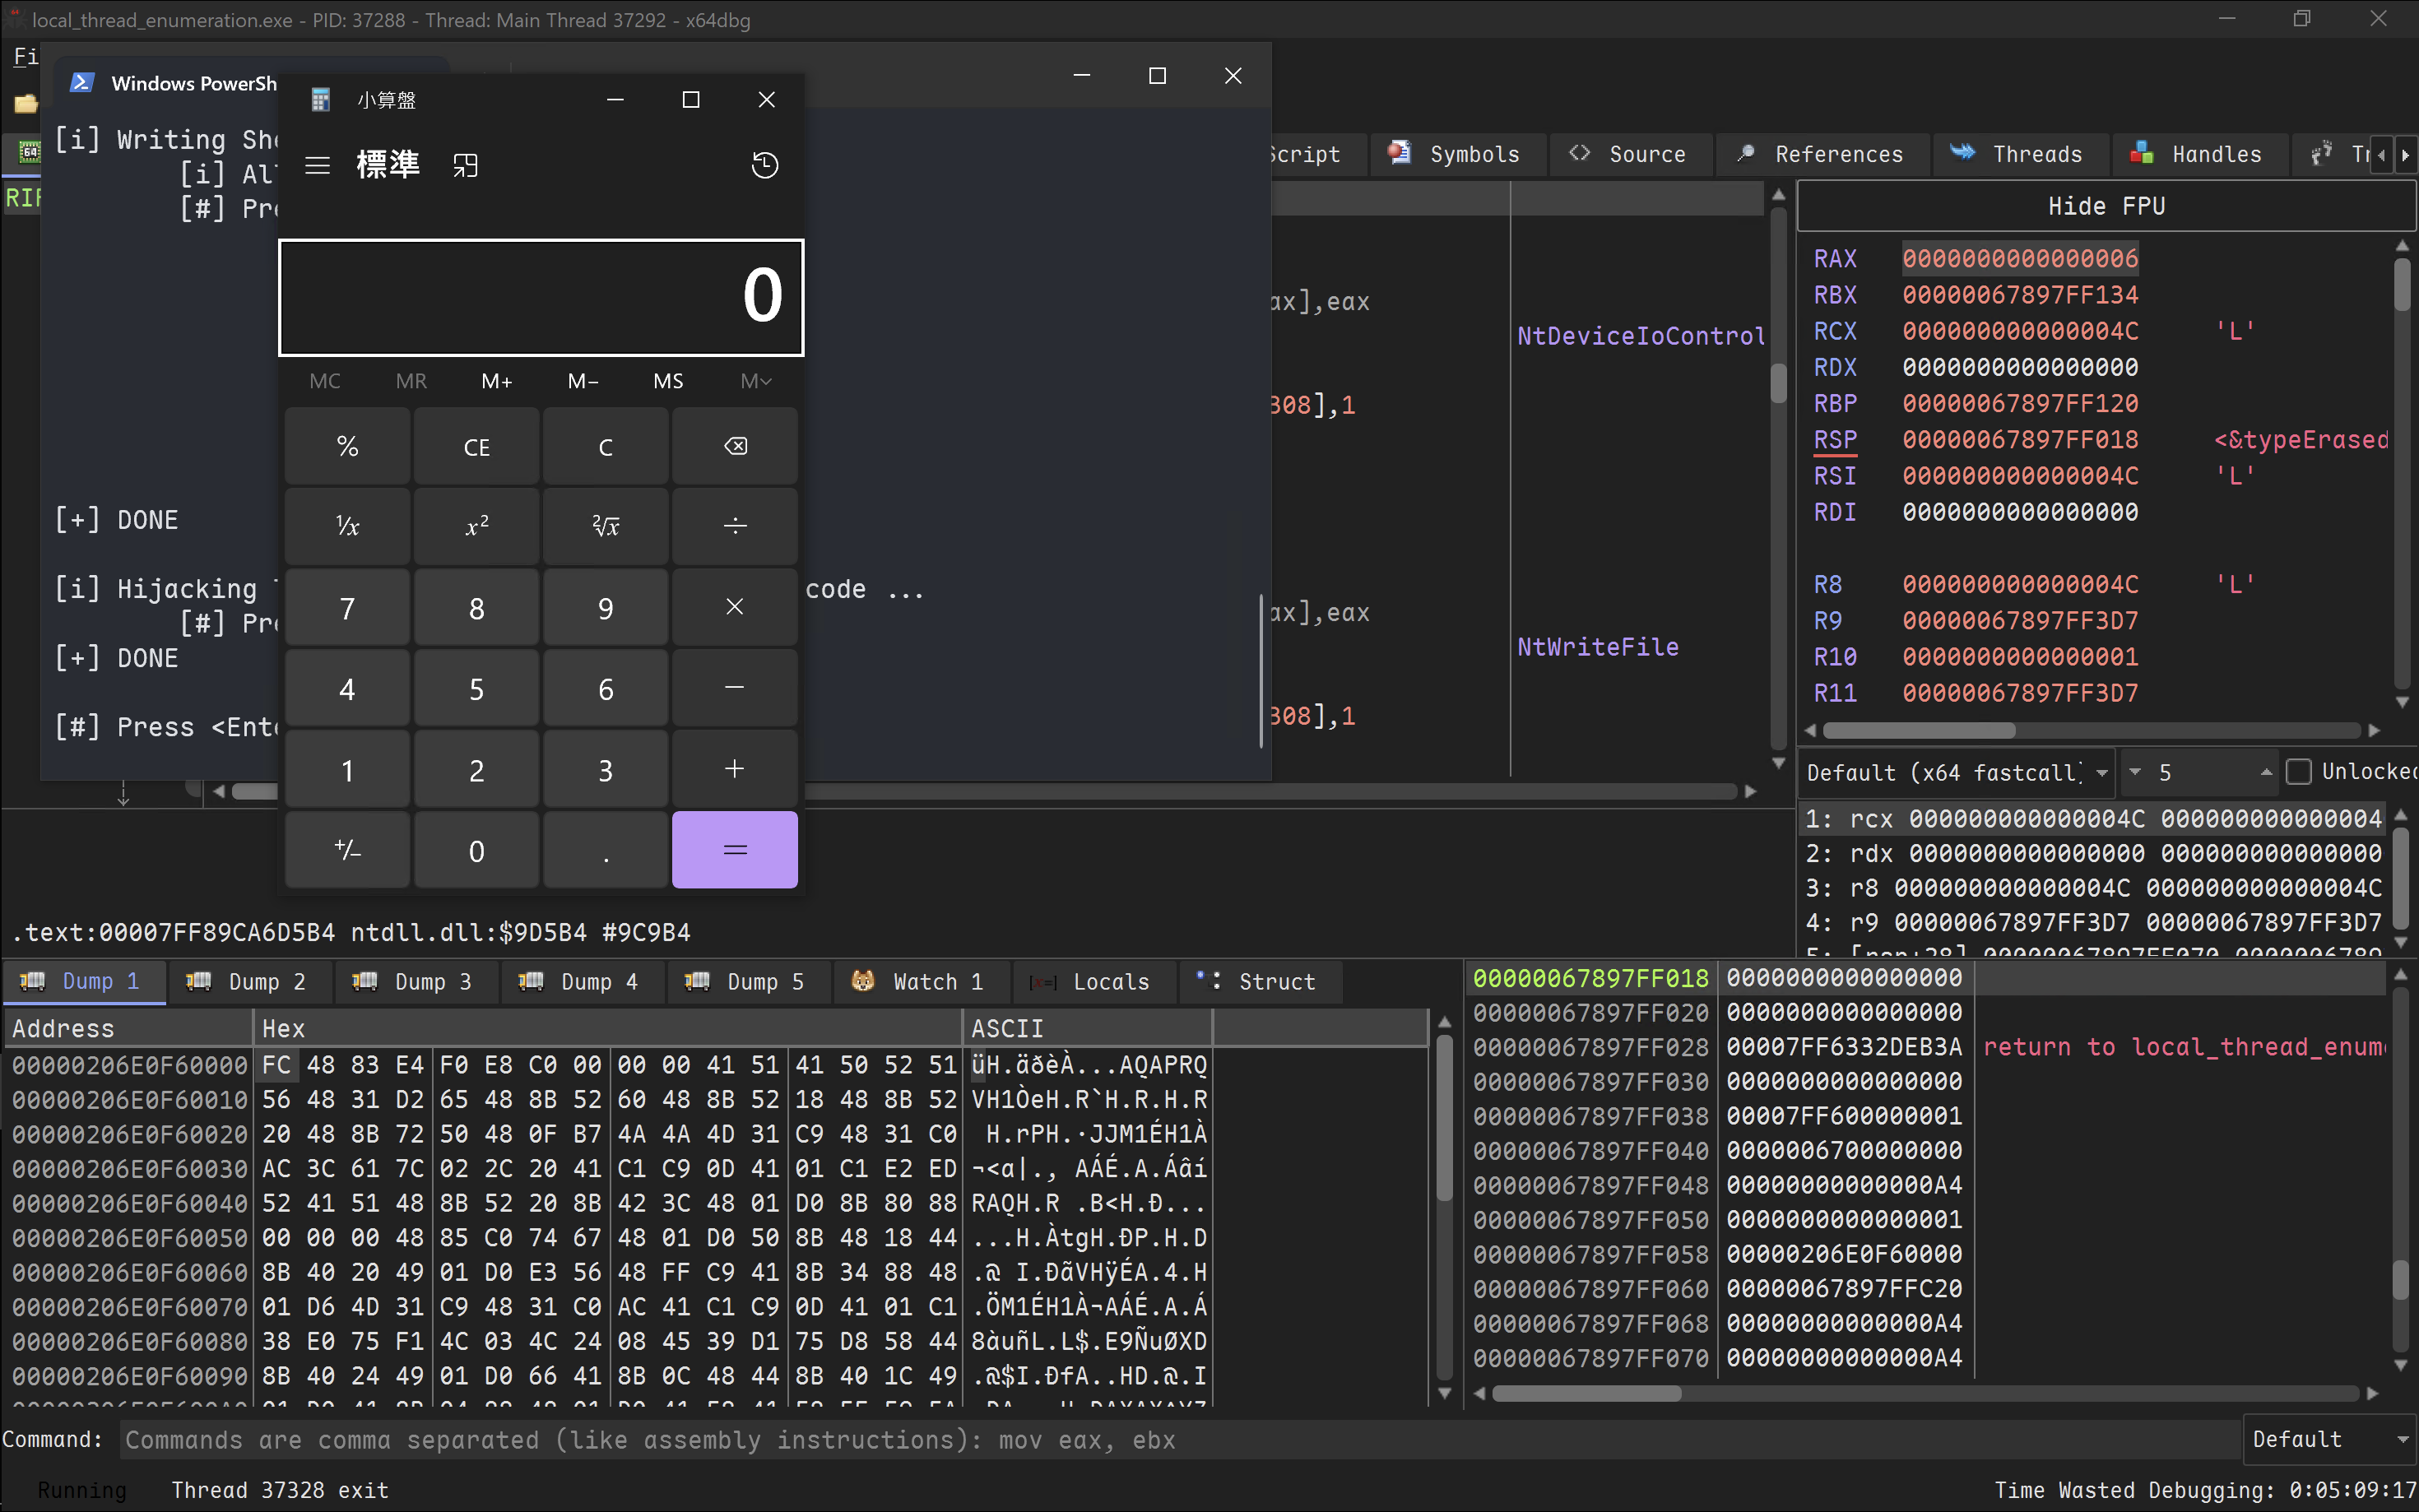 local_thread_enumeration.exe - PID: 37288 - Thread: Main Thread 37292 - x64dbg
Fi
Windows PowerSh
小算盤
標準
0
MC MR M+ M- MS M
% CE C
⅟x x² ²√x ÷
7 8 9 ×
4 5 6 −
1 2 3 +
+/− 0 . =
[i] Writing She
[i] Al
[#] Pre
[+] DONE
[i] Hijacking code ...
[#] Pre
[+] DONE
[#] Press <Ente
Script Symbols Source References Threads Handles Tr
RIP
ax],eax
NtDeviceIoControl
B08],1
ax],eax
NtWriteFile
B08],1
Hide FPU
RAX 0000000000000006
RBX 00000067897FF134
RCX 000000000000004C 'L'
RDX 0000000000000000
RBP 00000067897FF120
RSP 00000067897FF018 <&typeErased
RSI 000000000000004C 'L'
RDI 0000000000000000
R8 000000000000004C 'L'
R9 00000067897FF3D7
R10 0000000000000001
R11 00000067897FF3D7
Default (x64 fastcall) 5 Unlocked
1: rcx 000000000000004C 000000000000004
2: rdx 0000000000000000 000000000000000
3: r8 000000000000004C 000000000000004C
4: r9 00000067897FF3D7 00000067897FF3D7
.text:00007FF89CA6D5B4 ntdll.dll:$9D5B4 #9C9B4
Dump 1 Dump 2 Dump 3 Dump 4 Dump 5 Watch 1 Locals Struct
Address Hex ASCII
00000206E0F60000 FC 48 83 E4 F0 E8 C0 00 00 00 41 51 41 50 52 51 üH.äðèÀ...AQAPRQ
00000206E0F60010 56 48 31 D2 65 48 8B 52 60 48 8B 52 18 48 8B 52 VH1ÒeH.R`H.R.H.R
00000206E0F60020 20 48 8B 72 50 48 0F B7 4A 4A 4D 31 C9 48 31 C0  H.rPH.·JJM1ÉH1À
00000206E0F60030 AC 3C 61 7C 02 2C 20 41 C1 C9 0D 41 01 C1 E2 ED ¬<a|., AÁÉ.A.Áâí
00000206E0F60040 52 41 51 48 8B 52 20 8B 42 3C 48 01 D0 8B 80 88 RAQH.R .B<H.Ð...
00000206E0F60050 00 00 00 48 85 C0 74 67 48 01 D0 50 8B 48 18 44 ...H.ÀtgH.ÐP.H.D
00000206E0F60060 8B 40 20 49 01 D0 E3 56 48 FF C9 41 8B 34 88 48 .@ I.ÐãVHÿÉA.4.H
00000206E0F60070 01 D6 4D 31 C9 48 31 C0 AC 41 C1 C9 0D 41 01 C1 .ÖM1ÉH1À¬AÁÉ.A.Á
00000206E0F60080 38 E0 75 F1 4C 03 4C 24 08 45 39 D1 75 D8 58 44 8àuñL.L$.E9ÑuØXD
00000206E0F60090 8B 40 24 49 01 D0 66 41 8B 0C 48 44 8B 40 1C 49 .@$I.ÐfA..HD.@.I
00000067897FF018 0000000000000000
00000067897FF020 0000000000000000
00000067897FF028 00007FF6332DEB3A return to local_thread_enum
00000067897FF030 0000000000000000
00000067897FF038 00007FF600000001
00000067897FF040 0000006700000000
00000067897FF048 00000000000000A4
00000067897FF050 0000000000000001
00000067897FF058 00000206E0F60000
00000067897FF060 00000067897FFC20
00000067897FF068 00000000000000A4
00000067897FF070 00000000000000A4
Command: Commands are comma separated (like assembly instructions): mov eax, ebx Default
Running Thread 37328 exit Time Wasted Debugging: 0:05:09:17